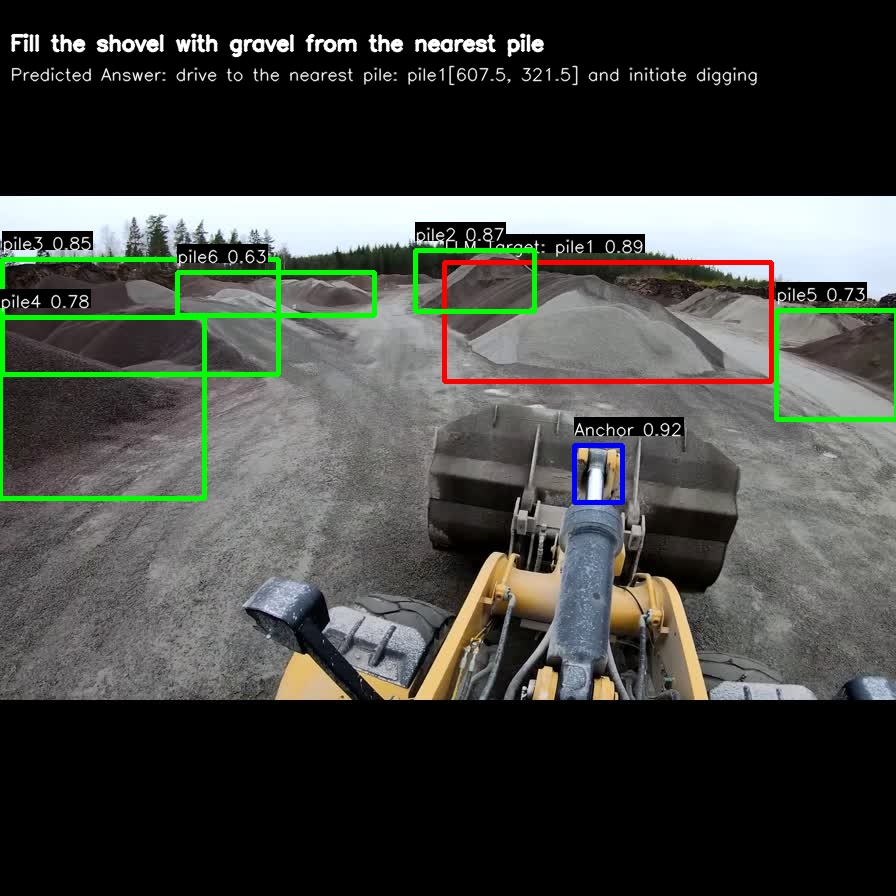 Fill the shovel with gravel from the nearest pile
Predicted Answer: drive to the nearest pile: pile1[607.5, 321.5] and initiate digging
pile2 0.87
pile3 0.85
LLM Target: pile1 0.89
pile6 0.63
pile5 0.73
pile4 0.78
Anchor 0.92